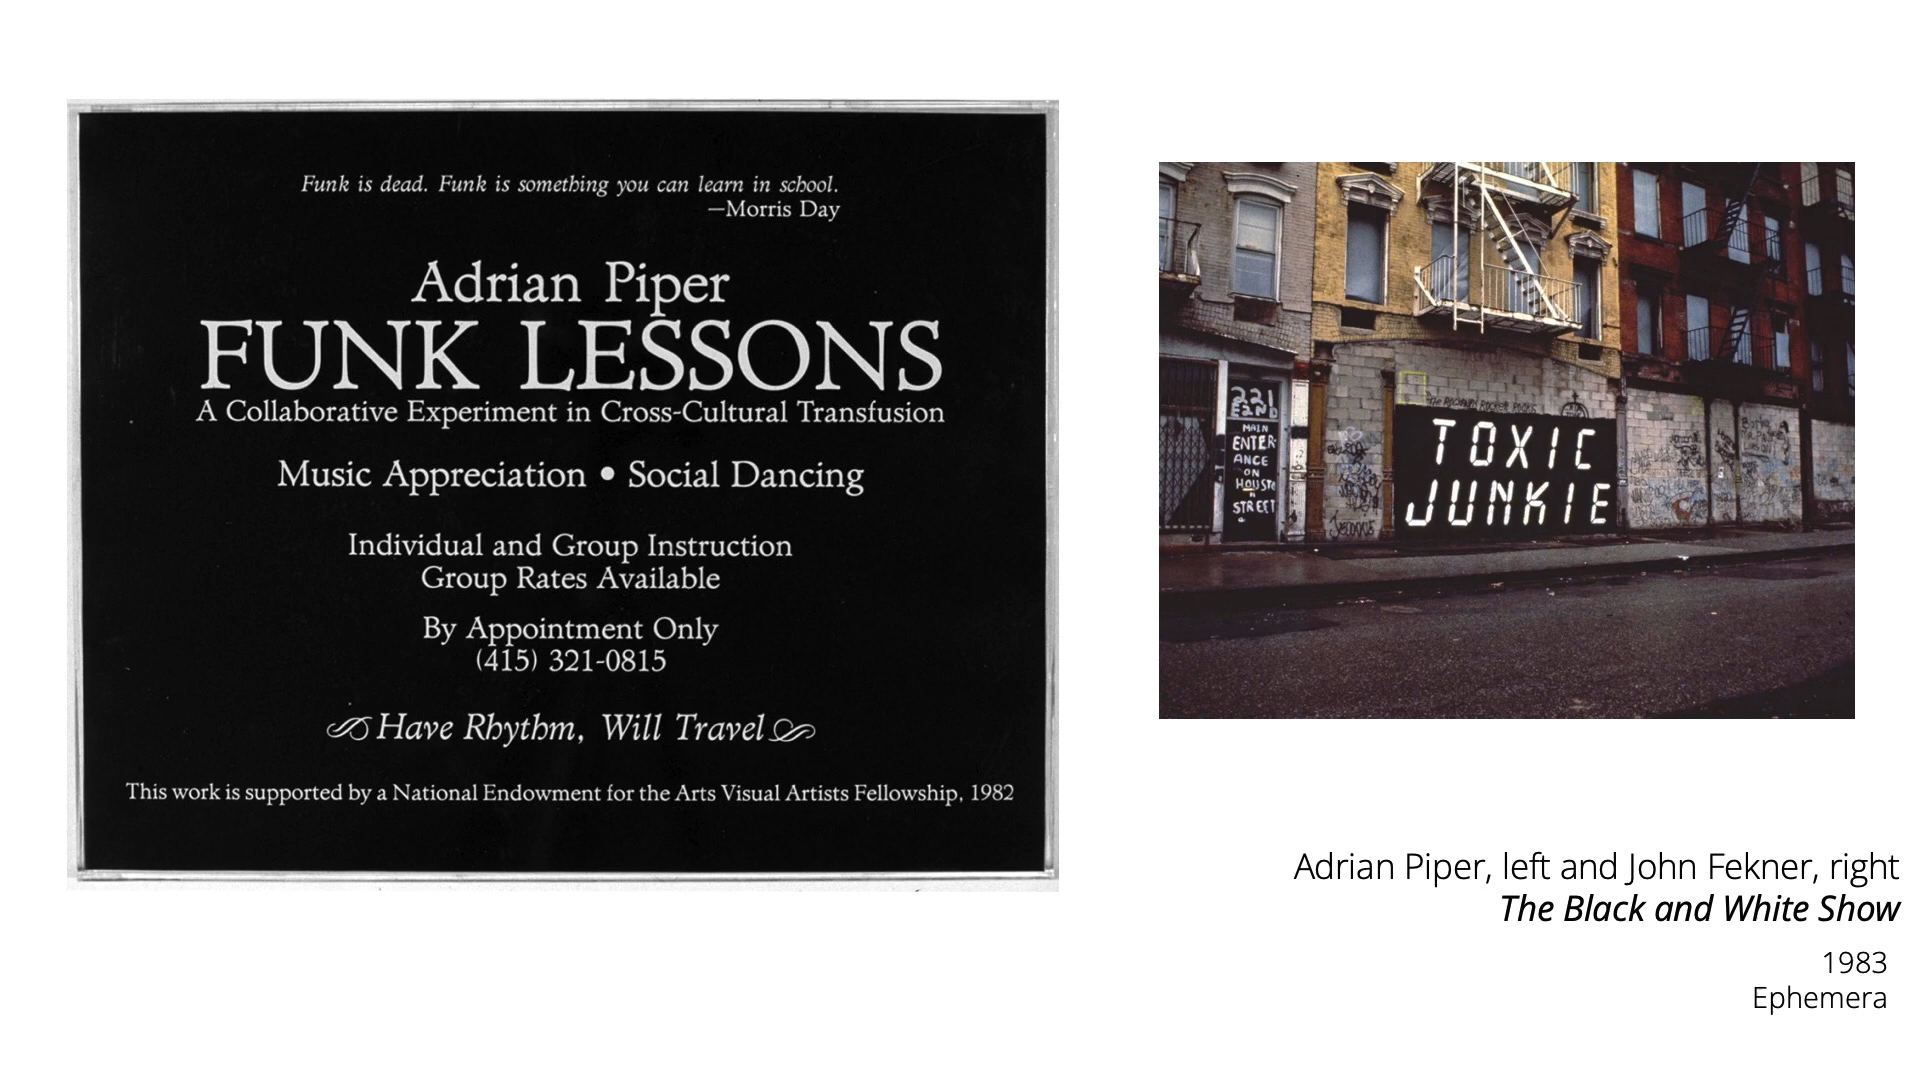 Funk is dead. Funk is something you can learn in school.
—Morris Day
Adrian Piper
FUNK LESSONS
A Collaborative Experiment in Cross-Cultural Transfusion
Music Appreciation • Social Dancing
Individual and Group Instruction
Group Rates Available
By Appointment Only
(415) 321-0815
Have Rhythm, Will Travel
This work is supported by a National Endowment for the Arts Visual Artists Fellowship, 1982
221
E 2ND
MAIN
ENTER-
ANCE
ON
HOUSTO
N
STREET
TOXIC
JUNKIE
Adrian Piper, left and John Fekner, right
The Black and White Show
1983
Ephemera